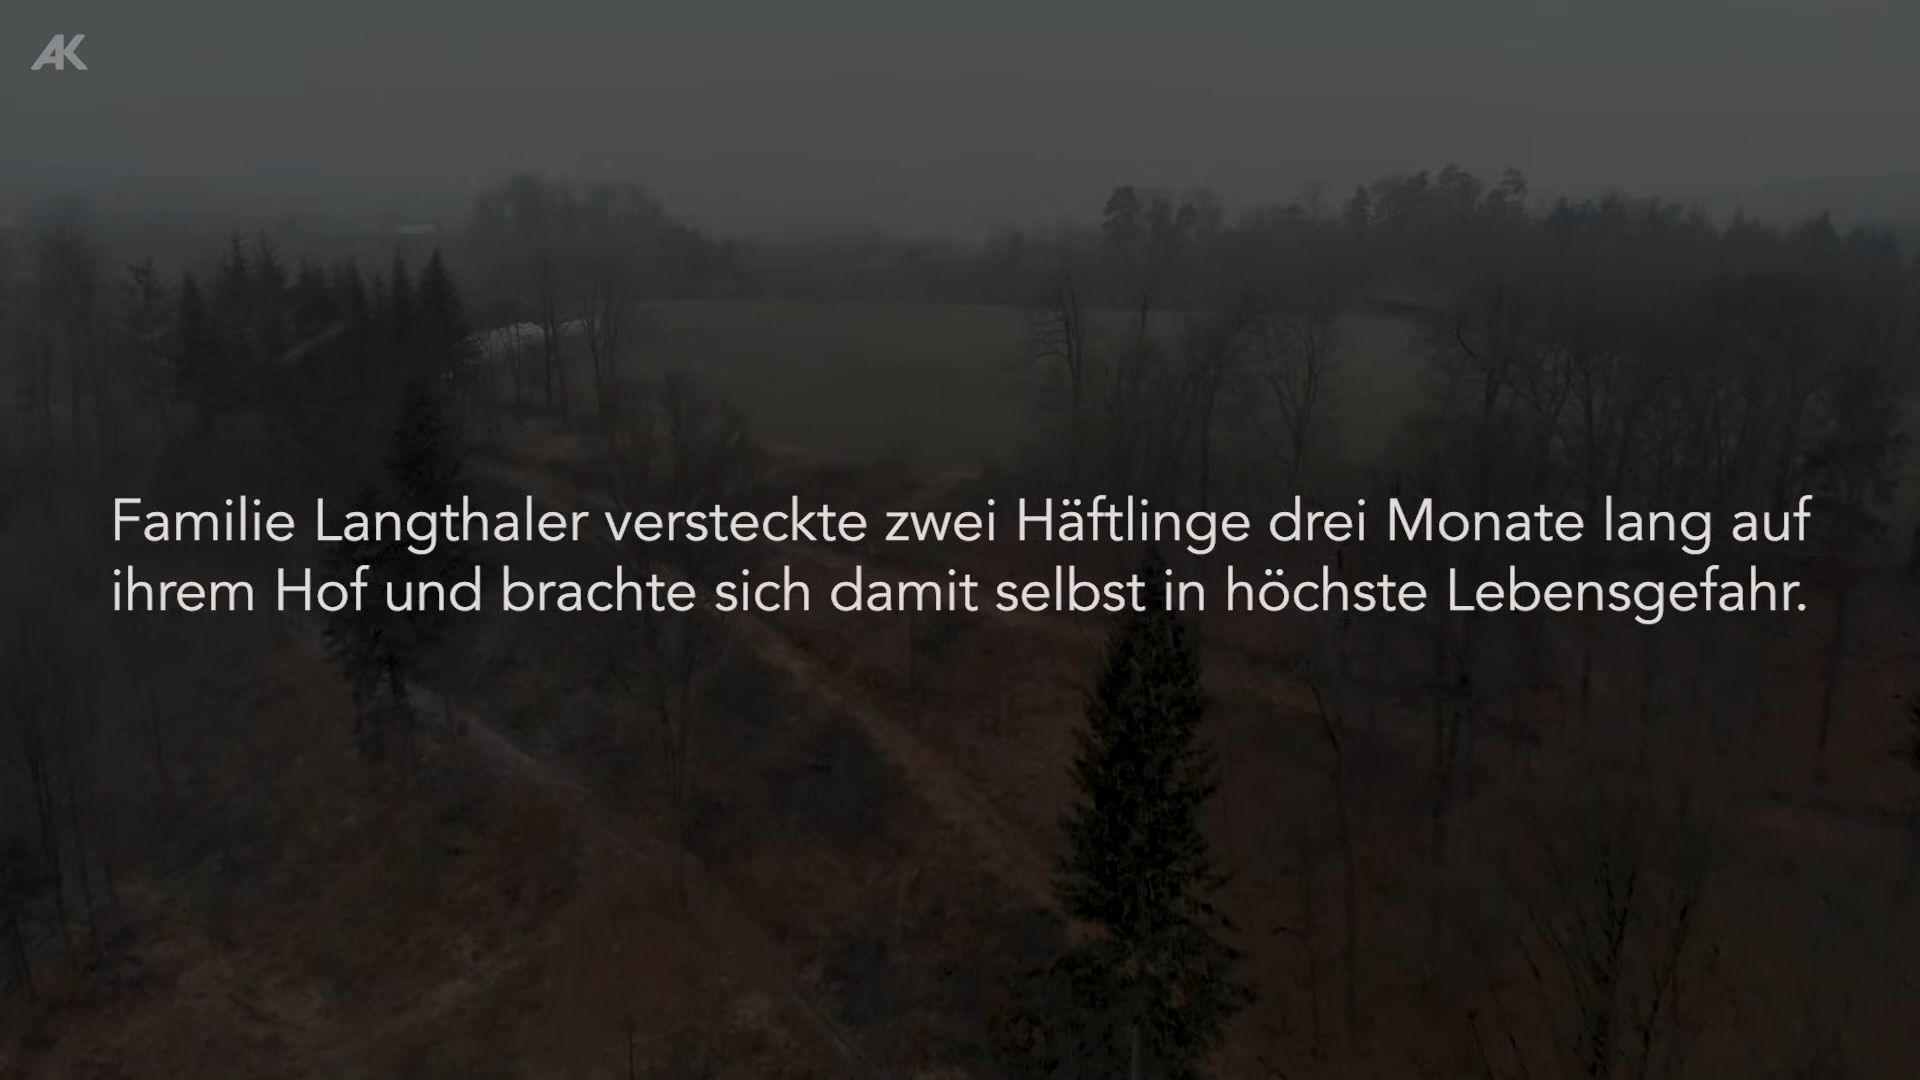 AK
Familie Langthaler versteckte zwei Häftlinge drei Monate lang auf
ihrem Hof und brachte sich damit selbst in höchste Lebensgefahr.